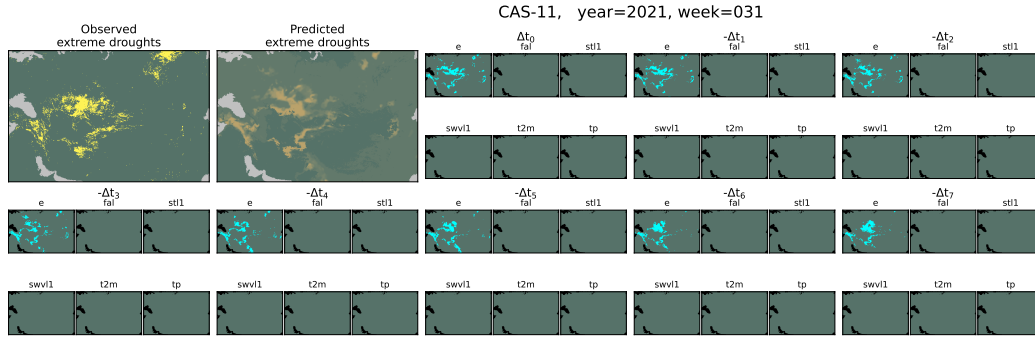 CAS-11,   year=2021, week=031
Observed
extreme droughts
Predicted
extreme droughts
Δt0
e fal stl1
swvl1 t2m tp
-Δt1
e fal stl1
swvl1 t2m tp
-Δt2
e fal stl1
swvl1 t2m tp
-Δt3
e fal stl1
swvl1 t2m tp
-Δt4
e fal stl1
swvl1 t2m tp
-Δt5
e fal stl1
swvl1 t2m tp
-Δt6
e fal stl1
swvl1 t2m tp
-Δt7
e fal stl1
swvl1 t2m tp